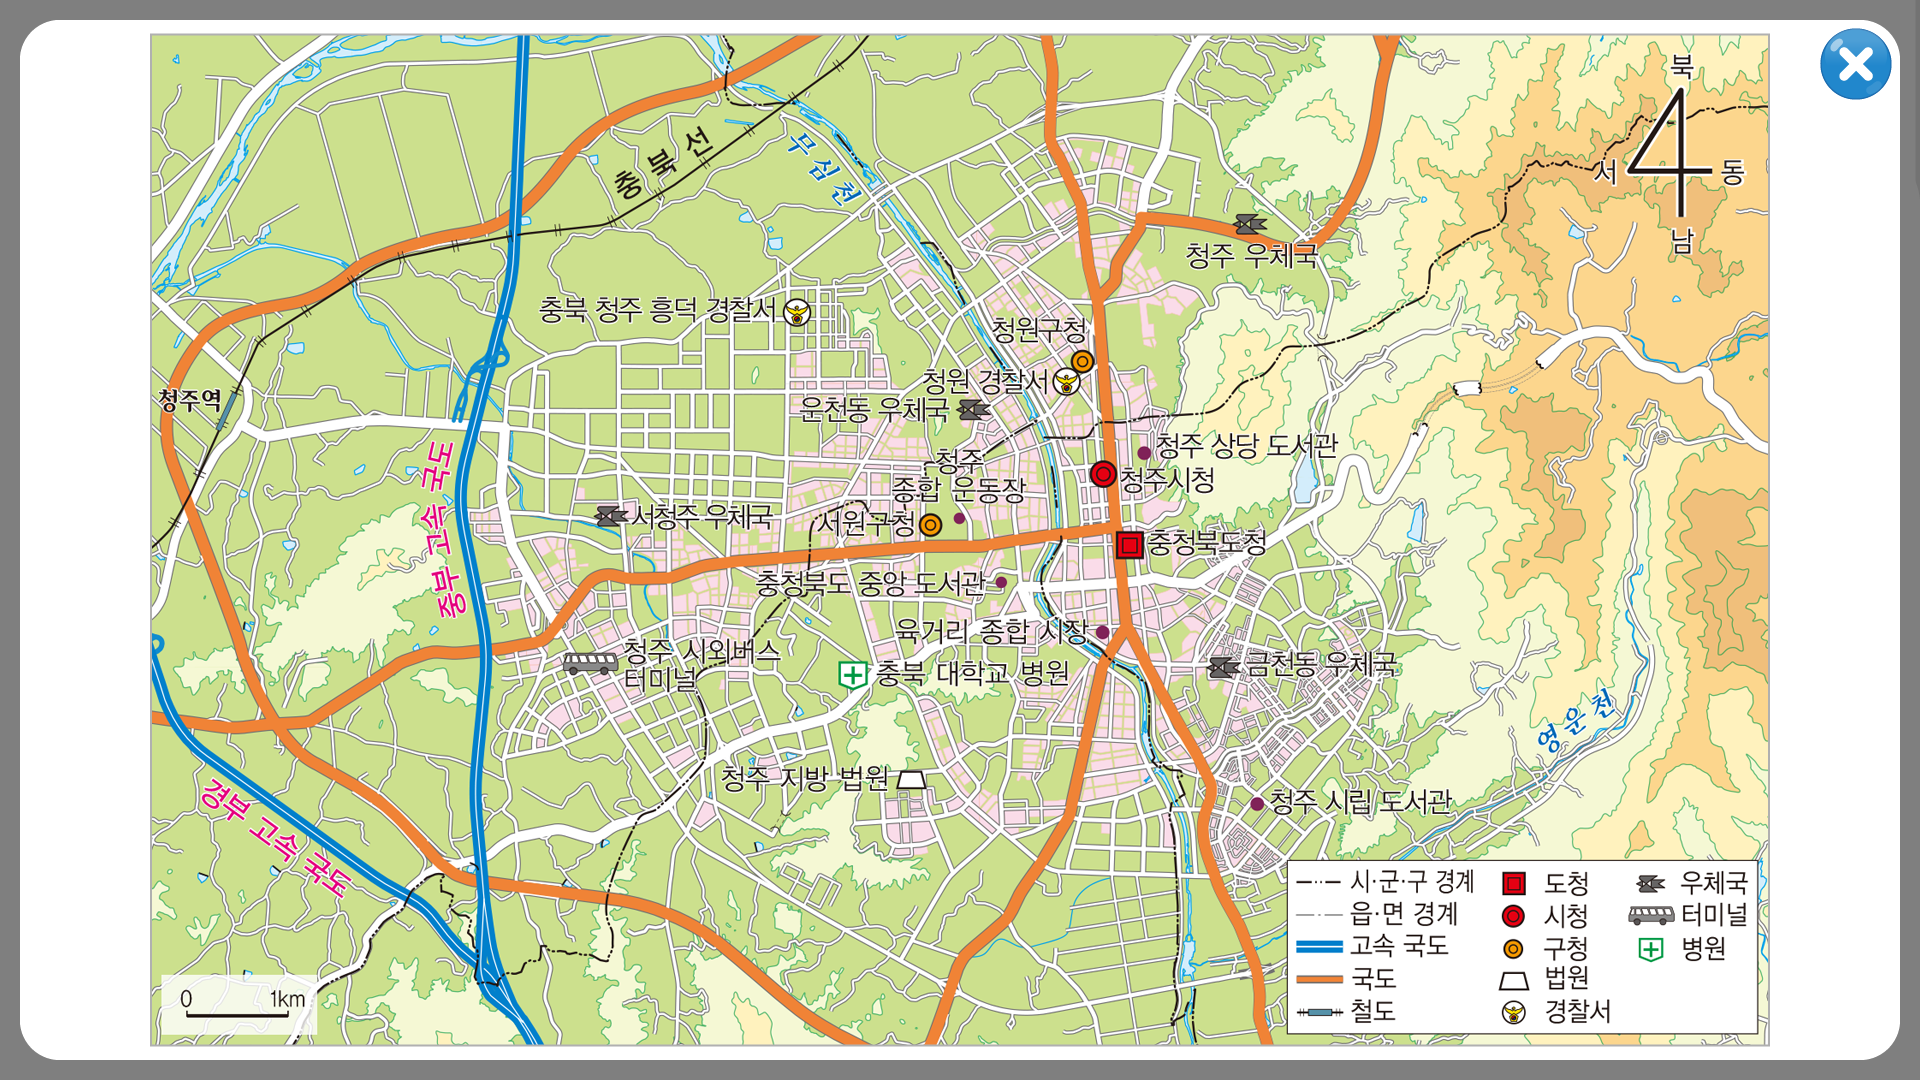 북
서
동
남
충북선
무심천
청주 우체국
충북 청주 흥덕 경찰서
청원구청
청원 경찰서
운천동 우체국
청주역
중부 고속 국도
청주 상당 도서관
청주
종합 운동장
청주시청
서청주 우체국
서원구청
충청북도청
충청북도 중앙 도서관
육거리 종합 시장
청주 시외버스
터미널
충북 대학교 병원
금천동 우체국
영운천
청주 지방 법원
경부 고속 국도
청주 시립 도서관
시·군·구 경계
읍·면 경계
고속 국도
국도
철도
도청
시청
구청
법원
경찰서
우체국
터미널
병원
0 1km